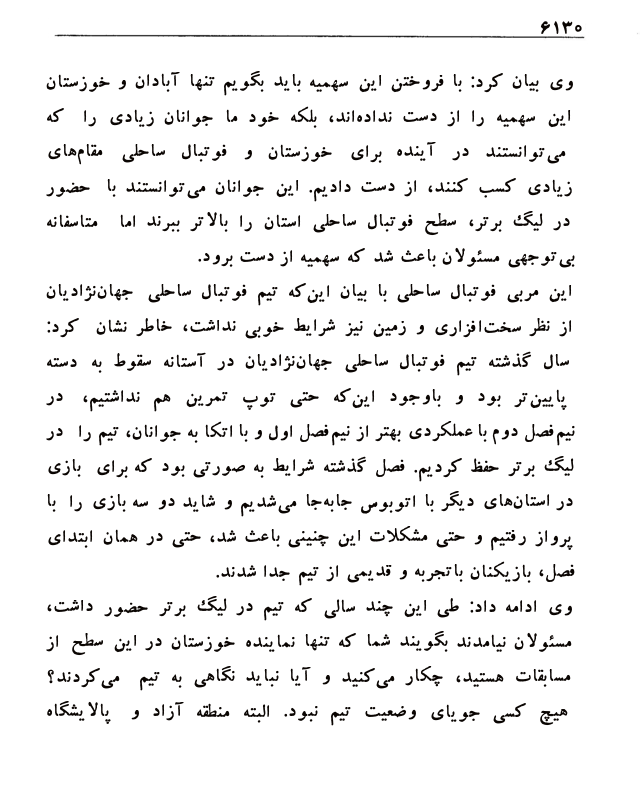 ۶۱۳۰
وی بیان کرد: با فروختن این سهمیه باید بگویم تنها آبادان و خوزستان
این سهمیه را از دست نداده‌اند، بلکه خود ما جوانان زیادی را که
می‌توانستند در آینده برای خوزستان و فوتبال ساحلی مقام‌های
زیادی کسب کنند، از دست دادیم. این جوانان می‌توانستند با حضور
در لیگ برتر، سطح فوتبال ساحلی استان را بالاتر ببرند اما متاسفانه
بی‌توجهی مسئولان باعث شد که سهمیه از دست برود.
این مربی فوتبال ساحلی با بیان این‌که تیم فوتبال ساحلی جهان‌نژادیان
از نظر سخت‌افزاری و زمین نیز شرایط خوبی نداشت، خاطر نشان کرد:
سال گذشته تیم فوتبال ساحلی جهان‌نژادیان در آستانه سقوط به دسته
پایین‌تر بود و باوجود این‌که حتی توپ تمرین هم نداشتیم، در
نیم‌فصل دوم با عملکردی بهتر از نیم‌فصل اول و با اتکا به جوانان، تیم را در
لیگ برتر حفظ کردیم. فصل گذشته شرایط به صورتی بود که برای بازی
در استان‌های دیگر با اتوبوس جابه‌جا می‌شدیم و شاید دو سه بازی را با
پرواز رفتیم و حتی مشکلات این چنینی باعث شد، حتی در همان ابتدای
فصل، بازیکنان باتجربه و قدیمی از تیم جدا شدند.
وی ادامه داد: طی این چند سالی که تیم در لیگ برتر حضور داشت،
مسئولان نیامدند بگویند شما که تنها نماینده خوزستان در این سطح از
مسابقات هستید، چکار می‌کنید و آیا نباید نگاهی به تیم می‌کردند؟
هیچ کسی جویای وضعیت تیم نبود. البته منطقه آزاد و پالایشگاه